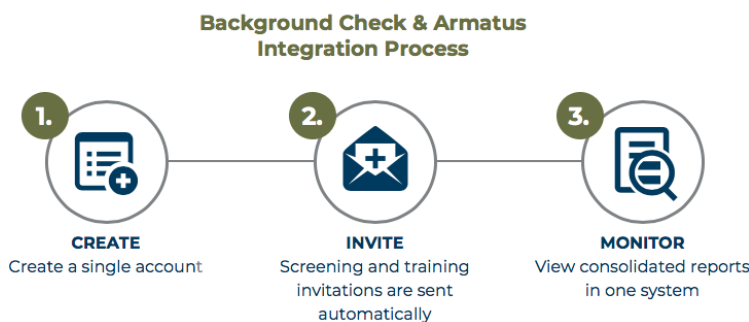 Background Check & Armatus
Integration Process
1.
2.
3.
CREATE
Create a single account
INVITE
Screening and training
invitations are sent
automatically
MONITOR
View consolidated reports
in one system